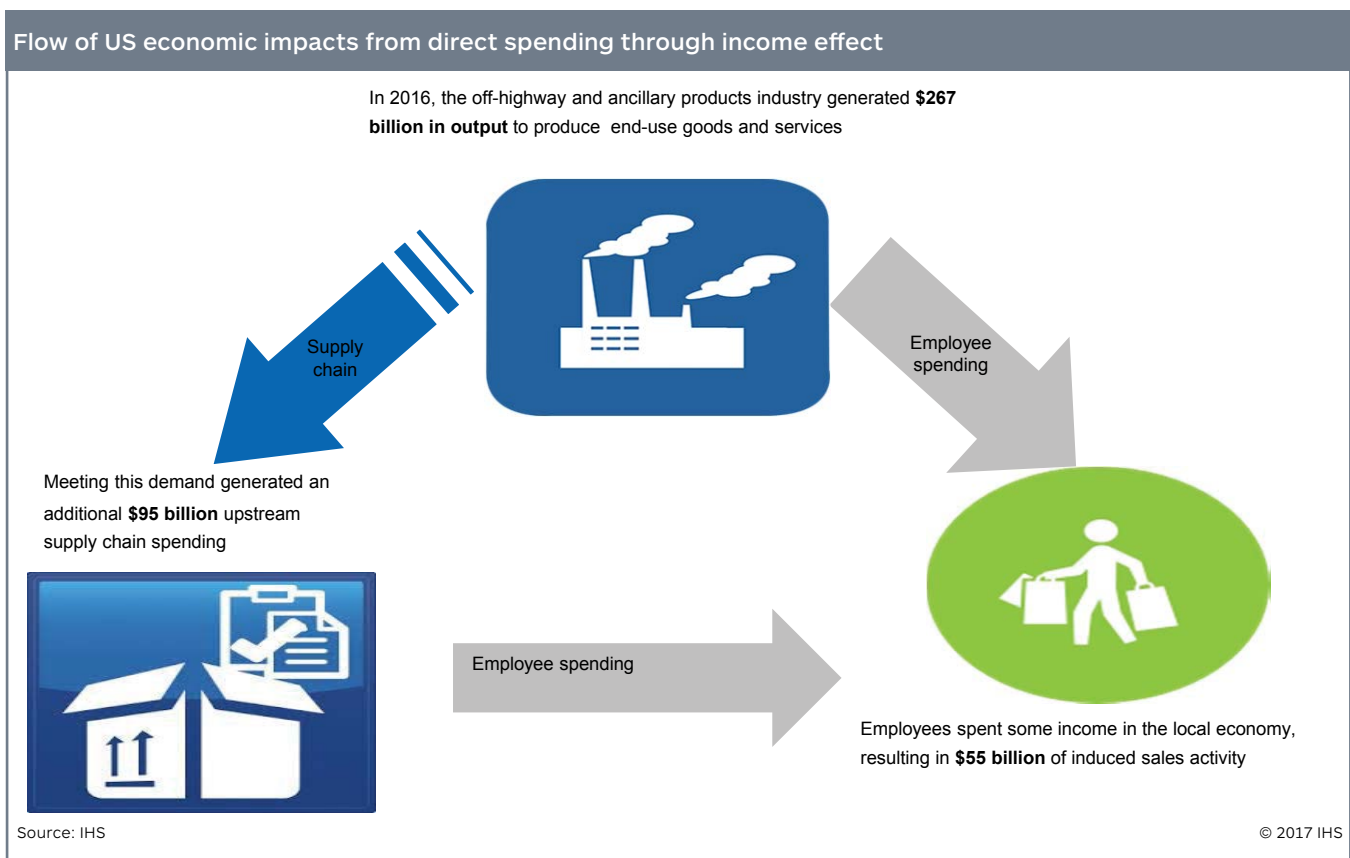 Flow of US economic impacts from direct spending through income effect
In 2016, the off-highway and ancillary products industry generated $267
billion in output to produce end-use goods and services
Supply
chain
Employee
spending
Meeting this demand generated an
additional $95 billion upstream
supply chain spending
Employee spending
Employees spent some income in the local economy,
resulting in $55 billion of induced sales activity
Source: IHS
© 2017 IHS